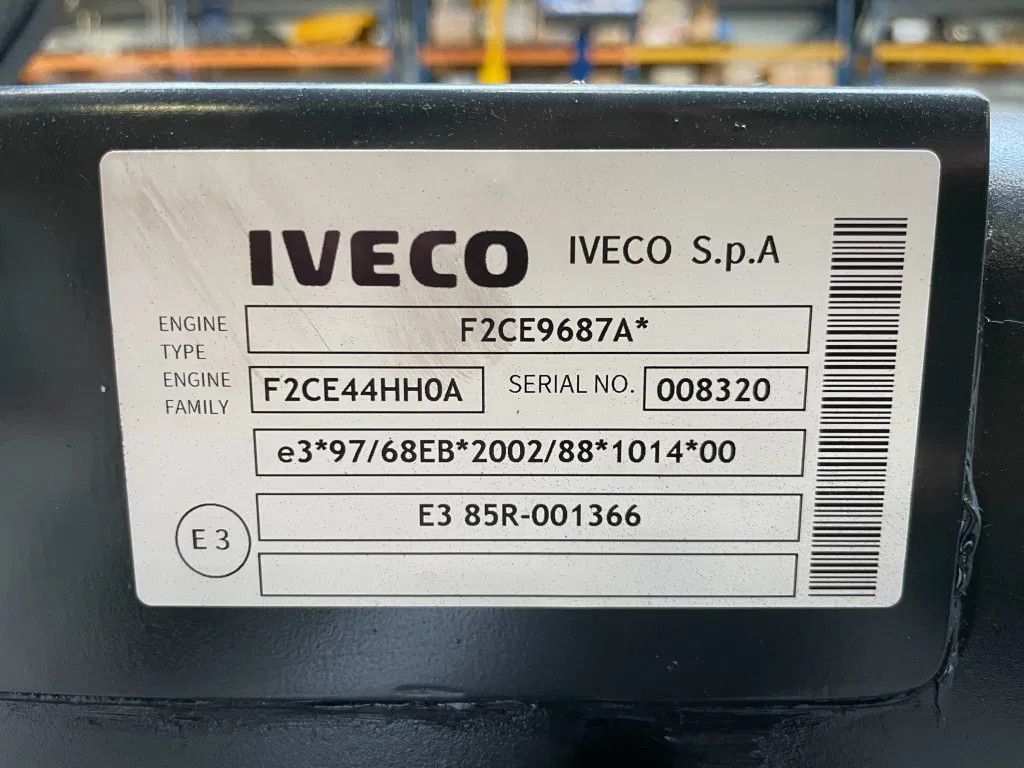 IVECO IVECO S.p.A
ENGINE TYPE F2CE9687A*
ENGINE FAMILY F2CE44HH0A SERIAL NO. 008320
e3*97/68EB*2002/88*1014*00
E3 E3 85R-001366